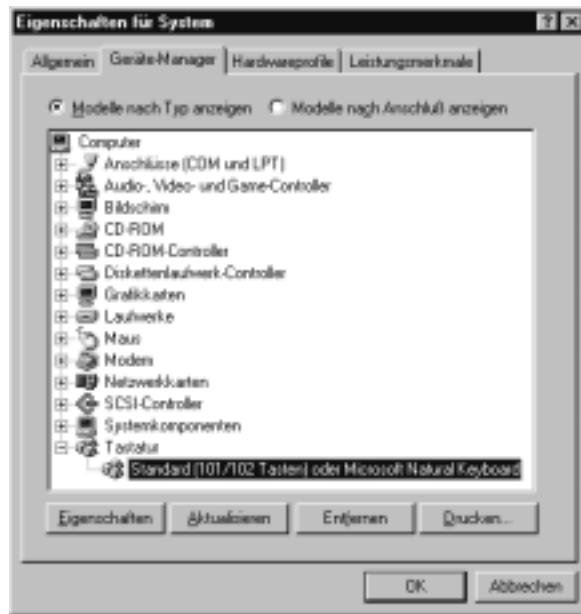 Eigenschaften für System
Allgemein Geräte-Manager Hardwareprofile Leistungsmerkmale
Modelle nach Typ anzeigen Modelle nach Anschluß anzeigen
Computer
Anschlüsse (COM und LPT)
Audio-, Video- und Game-Controller
Bildschirm
CD-ROM
CD-ROM-Controller
Diskettenlaufwerk-Controller
Grafikkarten
Laufwerke
Maus
Modem
Netzwerkkarten
SCSI-Controller
Systemkomponenten
Tastatur
Standard (101/102 Tasten) oder Microsoft Natural Keyboard
Eigenschaften Aktualisieren Entfernen Drucken...
OK Abbrechen